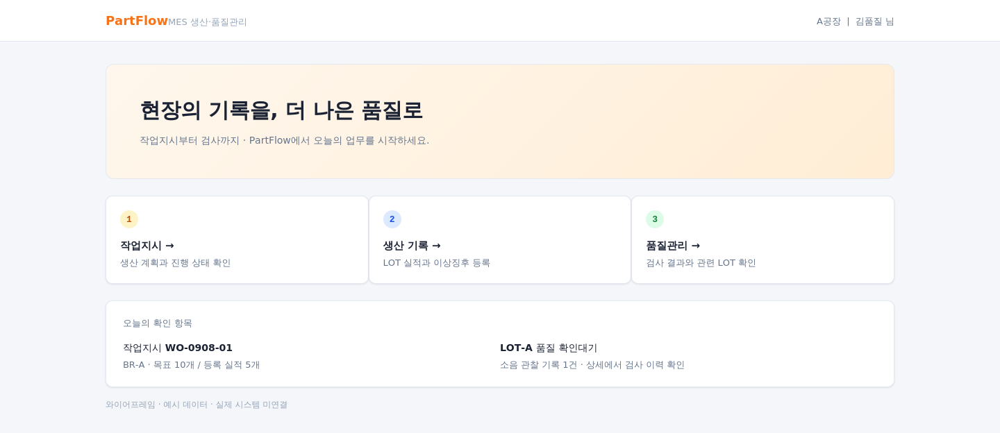 PartFlow MES 생산·품질관리
A공장 | 김품질 님
현장의 기록을, 더 나은 품질로
작업지시부터 검사까지 · PartFlow에서 오늘의 업무를 시작하세요.
1
작업지시 →
생산 계획과 진행 상태 확인
2
생산 기록 →
LOT 실적과 이상징후 등록
3
품질관리 →
검사 결과와 관련 LOT 확인
오늘의 확인 항목
작업지시 WO-0908-01
BR-A · 목표 10개 / 등록 실적 5개
LOT-A 품질 확인대기
소음 관찰 기록 1건 · 상세에서 검사 이력 확인
와이어프레임 · 예시 데이터 · 실제 시스템 미연결